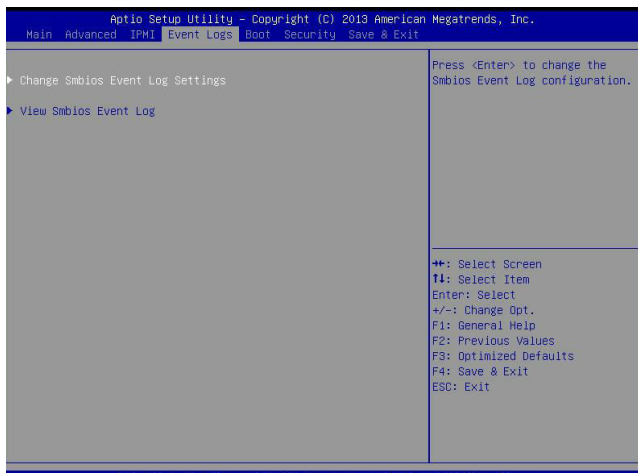 Aptio Setup Utility – Copyright (C) 2013 American Megatrends, Inc.
Main Advanced IPMI Event Logs Boot Security Save & Exit
▶ Change Smbios Event Log Settings
▶ View Smbios Event Log
Press <Enter> to change the
Smbios Event Log configuration.
→←: Select Screen
↑↓: Select Item
Enter: Select
+/-: Change Opt.
F1: General Help
F2: Previous Values
F3: Optimized Defaults
F4: Save & Exit
ESC: Exit